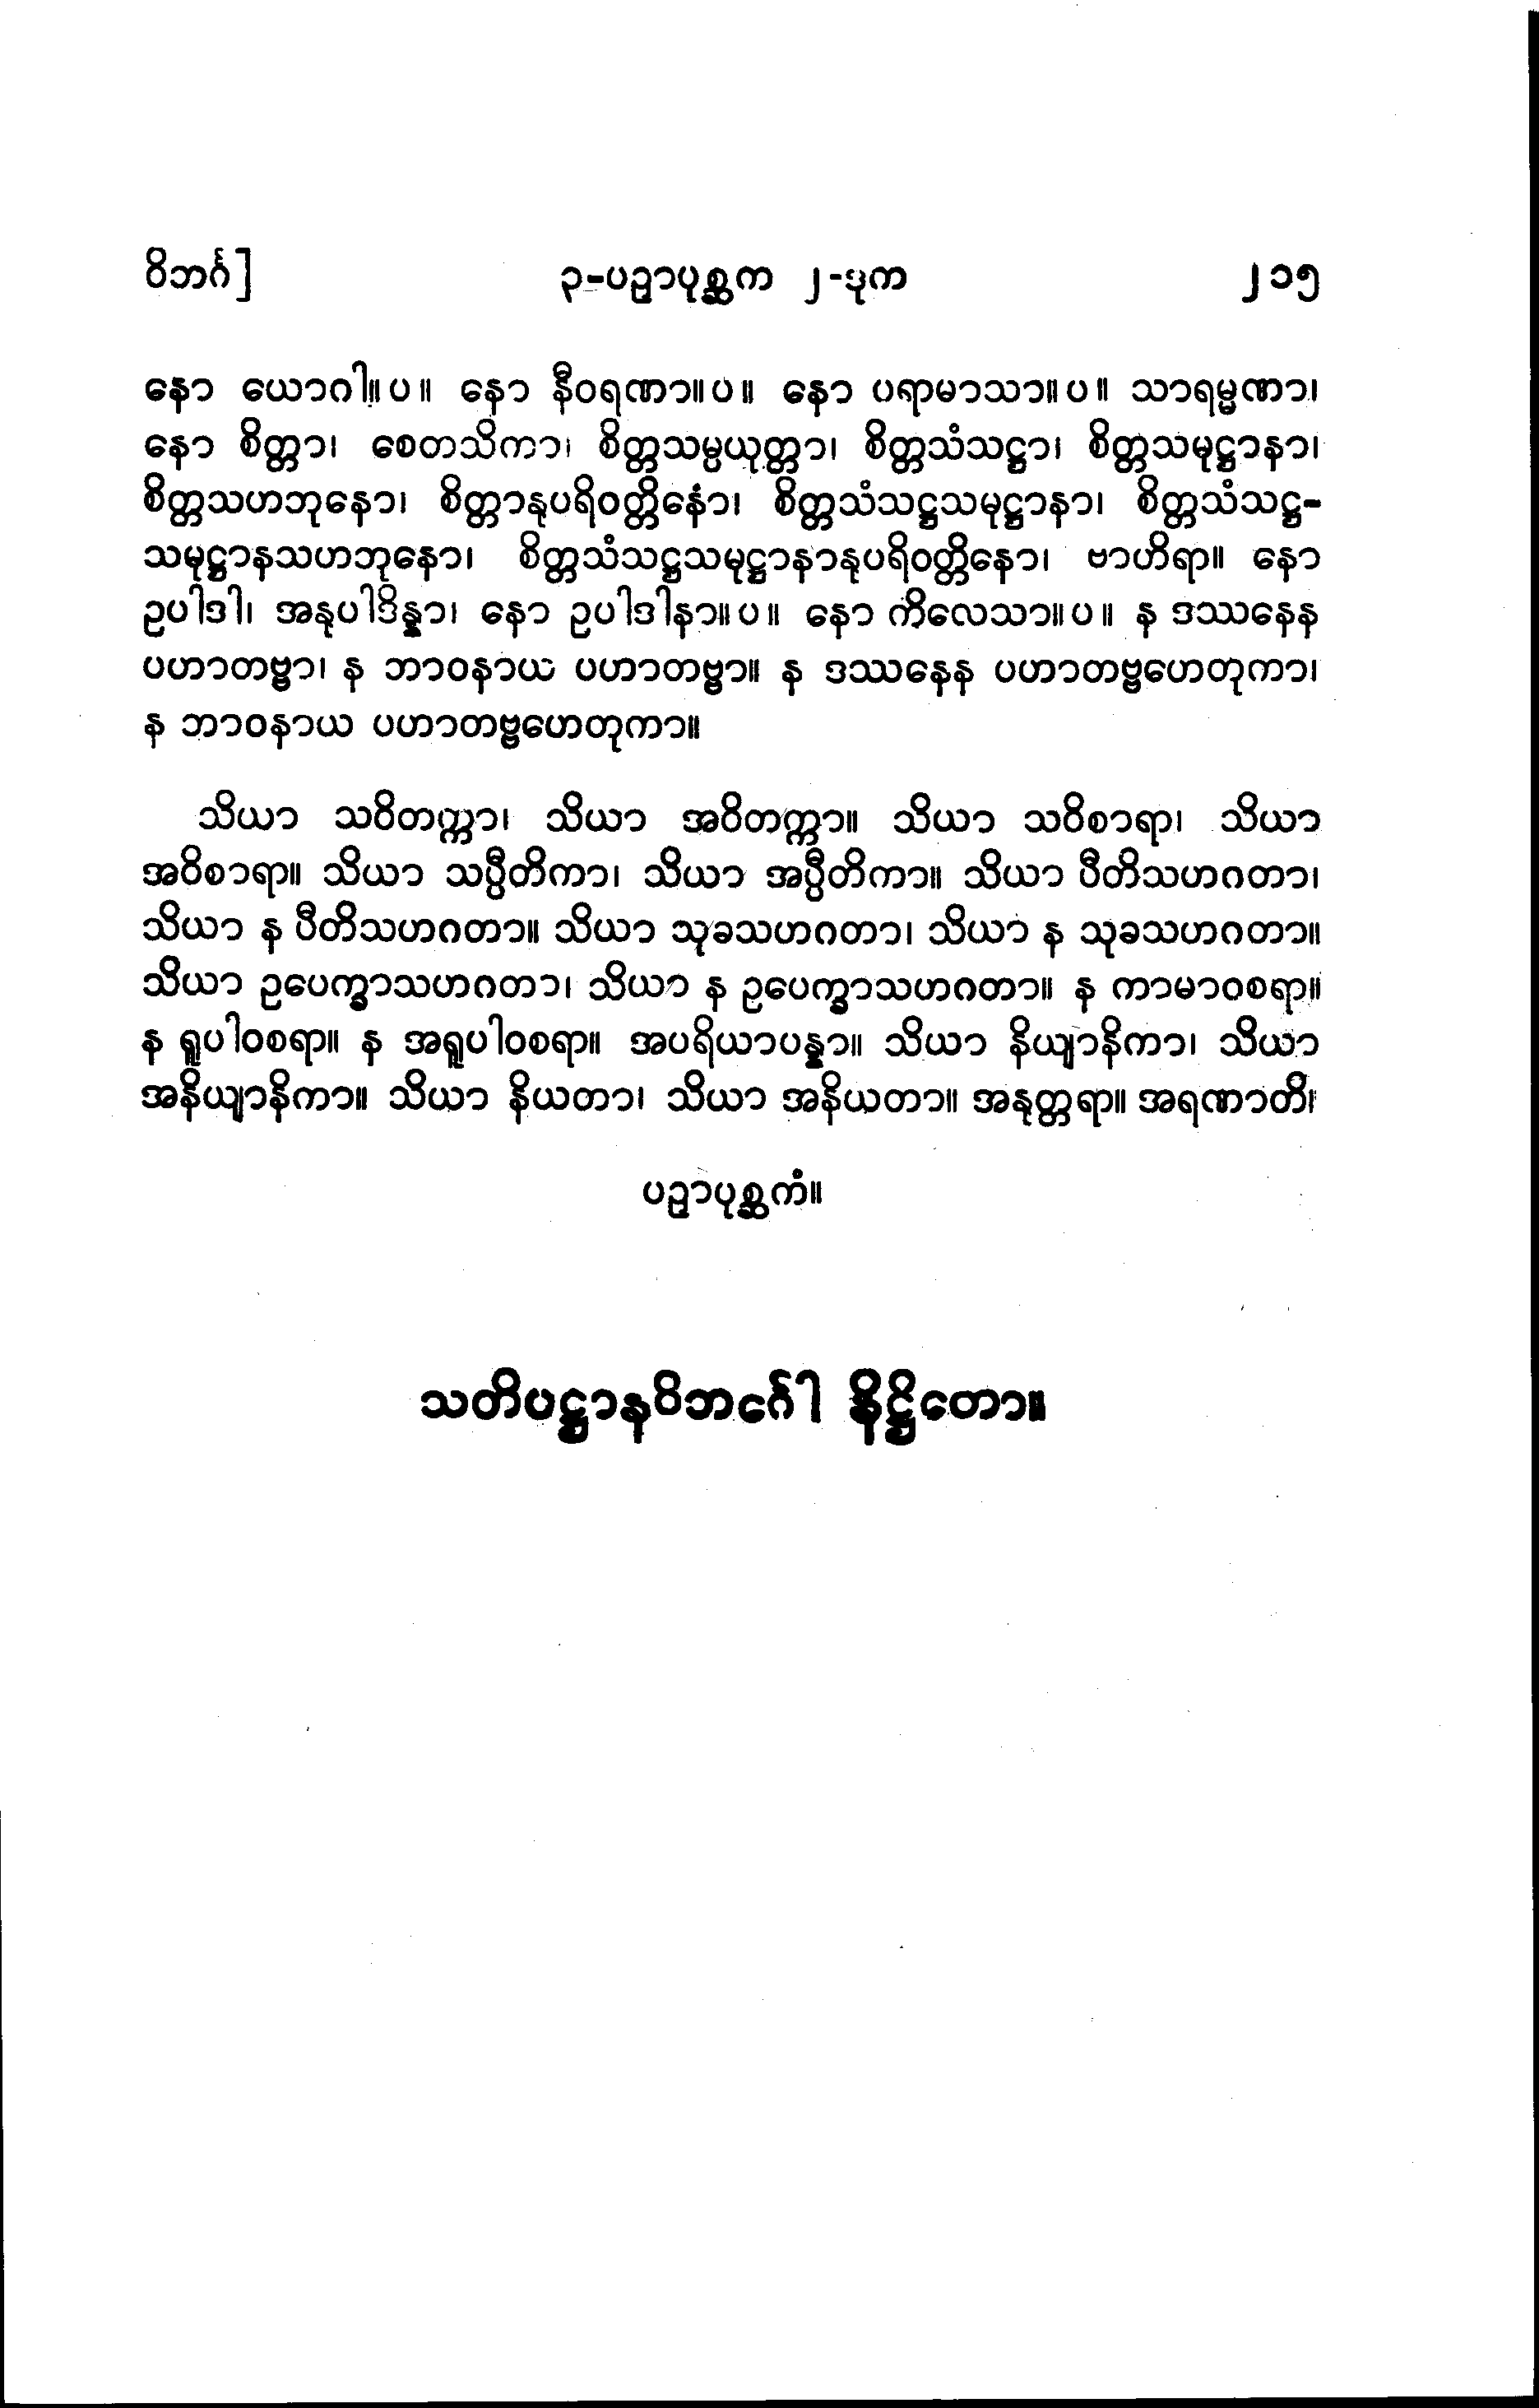 ဝိဘင်္ဂ] ၃-ပဉှာပုစ္ဆက ၂-ဒုက ၂၁၅
နော ယောဂါ။ပ။ နော နီဝရဏာ။ပ။ နော ပရာမာသာ။ပ။ သာရမ္မဏာ၊
နော စိတ္တာ၊ စေတသိကာ၊ စိတ္တသမ္ပယုတ္တာ၊ စိတ္တသံသဋ္ဌာ၊ စိတ္တသမုဋ္ဌာနာ၊
စိတ္တသဟဘုနော၊ စိတ္တာနုပရိဝတ္တိနော၊ စိတ္တသံသဋ္ဌသမုဋ္ဌာနာ၊ စိတ္တသံသဋ္ဌ-
သမုဋ္ဌာနသဟဘုနော၊ စိတ္တသံသဋ္ဌသမုဋ္ဌာနာနုပရိဝတ္တိနော၊ ဗာဟိရာ။ နော
ဥပါဒါ၊ အနုပါဒိန္နာ၊ နော ဥပါဒါနာ။ပ။ နော ကိလေသာ။ပ။ န ဒဿနေန
ပဟာတဗ္ဗာ၊ န ဘာဝနာယ ပဟာတဗ္ဗာ။ န ဒဿနေန ပဟာတဗ္ဗဟေတုကာ၊
န ဘာဝနာယ ပဟာတဗ္ဗဟေတုကာ။
သိယာ သဝိတက္ကာ၊ သိယာ အဝိတက္ကာ။ သိယာ သဝိစာရာ၊ သိယာ
အဝိစာရာ။ သိယာ သပ္ပီတိကာ၊ သိယာ အပ္ပီတိကာ။ သိယာ ပီတိသဟဂတာ၊
သိယာ န ပီတိသဟဂတာ။ သိယာ သုခသဟဂတာ၊ သိယာ န သုခသဟဂတာ။
သိယာ ဥပေက္ခာသဟဂတာ၊ သိယာ န ဥပေက္ခာသဟဂတာ။ န ကာမာဝစရာ။
န ရူပါဝစရာ။ န အရူပါဝစရာ။ အပရိယာပန္နာ။ သိယာ နိယျာနိကာ၊ သိယာ
အနိယျာနိကာ။ သိယာ နိယတာ၊ သိယာ အနိယတာ။ အနုတ္တရာ။ အရဏာတိ၊
ပဉှာပုစ္ဆကံ။
သတိပဋ္ဌာနဝိဘင်္ဂေါ နိဋ္ဌိတော။